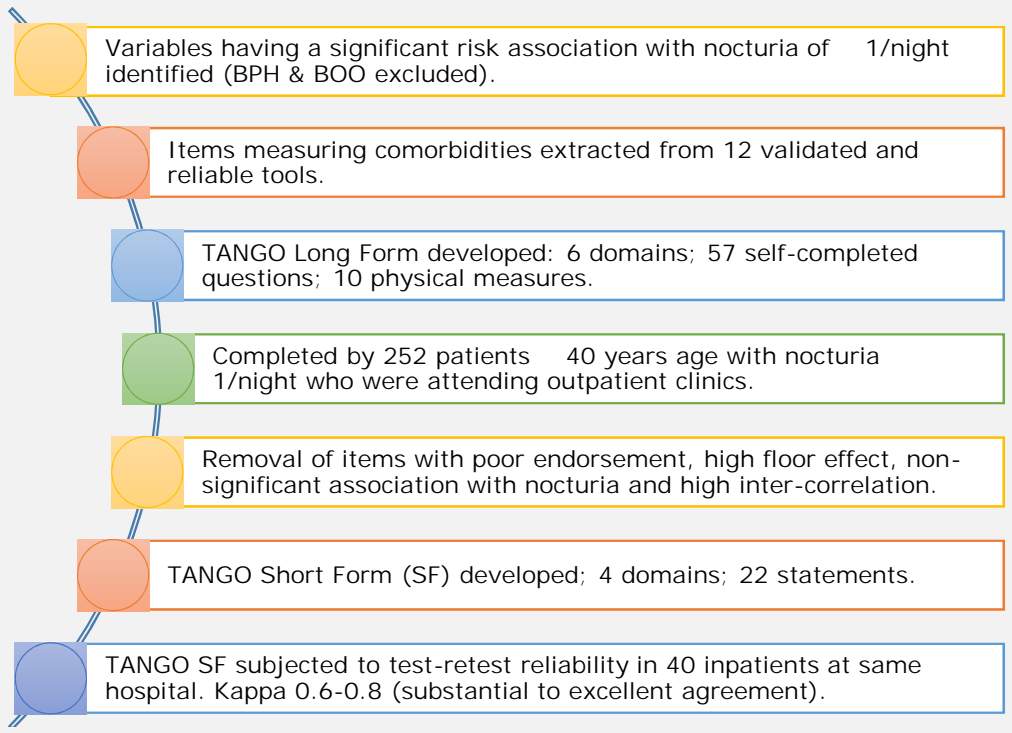 Variables having a significant risk association with nocturia of 1/night
identified (BPH & BOO excluded).
Items measuring comorbidities extracted from 12 validated and
reliable tools.
TANGO Long Form developed: 6 domains; 57 self-completed
questions; 10 physical measures.
Completed by 252 patients 40 years age with nocturia
1/night who were attending outpatient clinics.
Removal of items with poor endorsement, high floor effect, non-
significant association with nocturia and high inter-correlation.
TANGO Short Form (SF) developed; 4 domains; 22 statements.
TANGO SF subjected to test-retest reliability in 40 inpatients at same
hospital. Kappa 0.6-0.8 (substantial to excellent agreement).